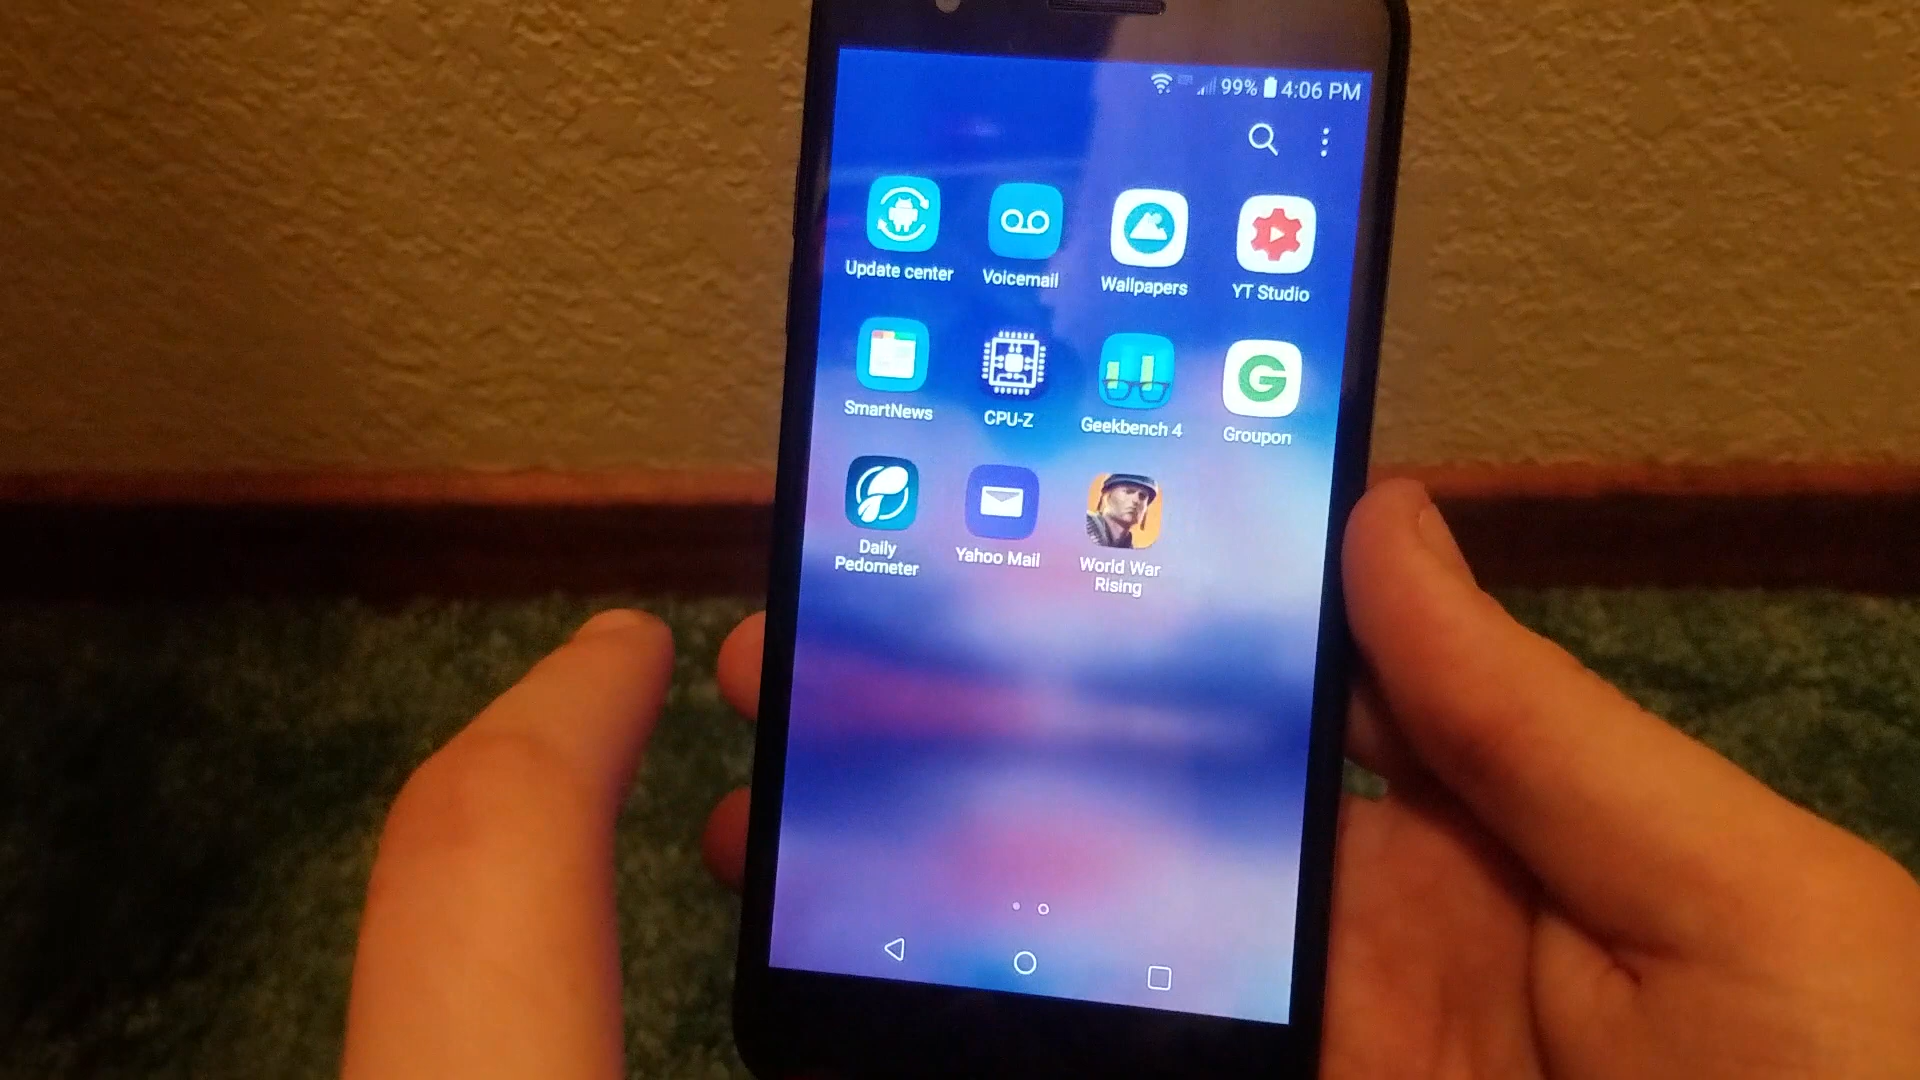 99% 4:06 PM
Update center
Voicemail
Wallpapers
YT Studio
SmartNews
CPU-Z
Geekbench 4
Groupon
Daily
Pedometer
Yahoo Mail
World War
Rising